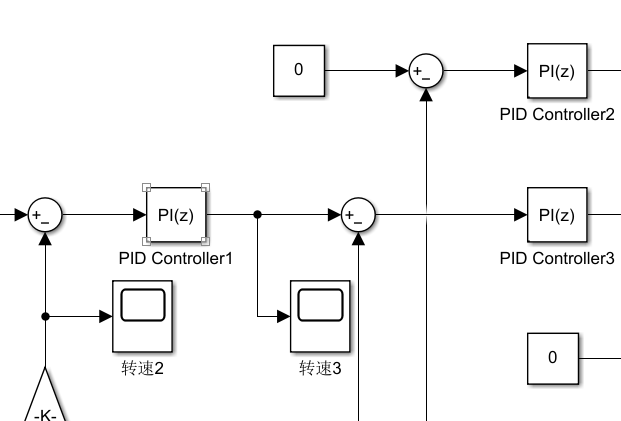 0
+
_
PI(z)
PID Controller2
+
_
PI(z)
PID Controller1
+
_
PI(z)
PID Controller3
转速2
转速3
0
-K-